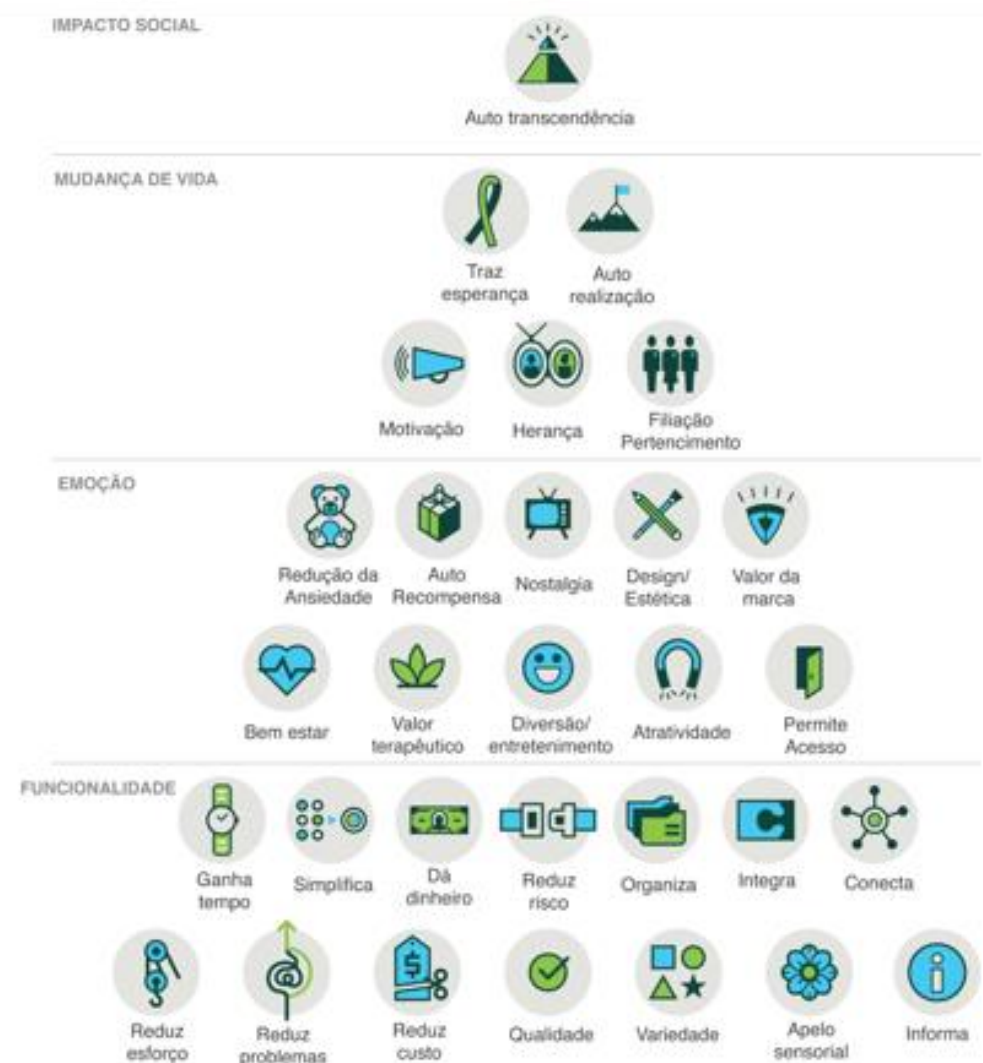 IMPACTO SOCIAL
Auto transcendência
MUDANÇA DE VIDA
Traz
esperança
Auto
realização
Motivação
Herança
Filiação
Pertencimento
EMOÇÃO
Redução da
Ansiedade
Auto
Recompensa
Nostalgia
Design/
Estética
Valor da
marca
Bem estar
Valor
terapêutico
Diversão/
entretenimento
Atratividade
Permite
Acesso
FUNCIONALIDADE
Ganha
tempo
Simplifica
Dá
dinheiro
Reduz
risco
Organiza
Integra
Conecta
Reduz
esforço
Reduz
problemas
$
Reduz
custo
Qualidade
Variedade
Apelo
sensorial
Informa